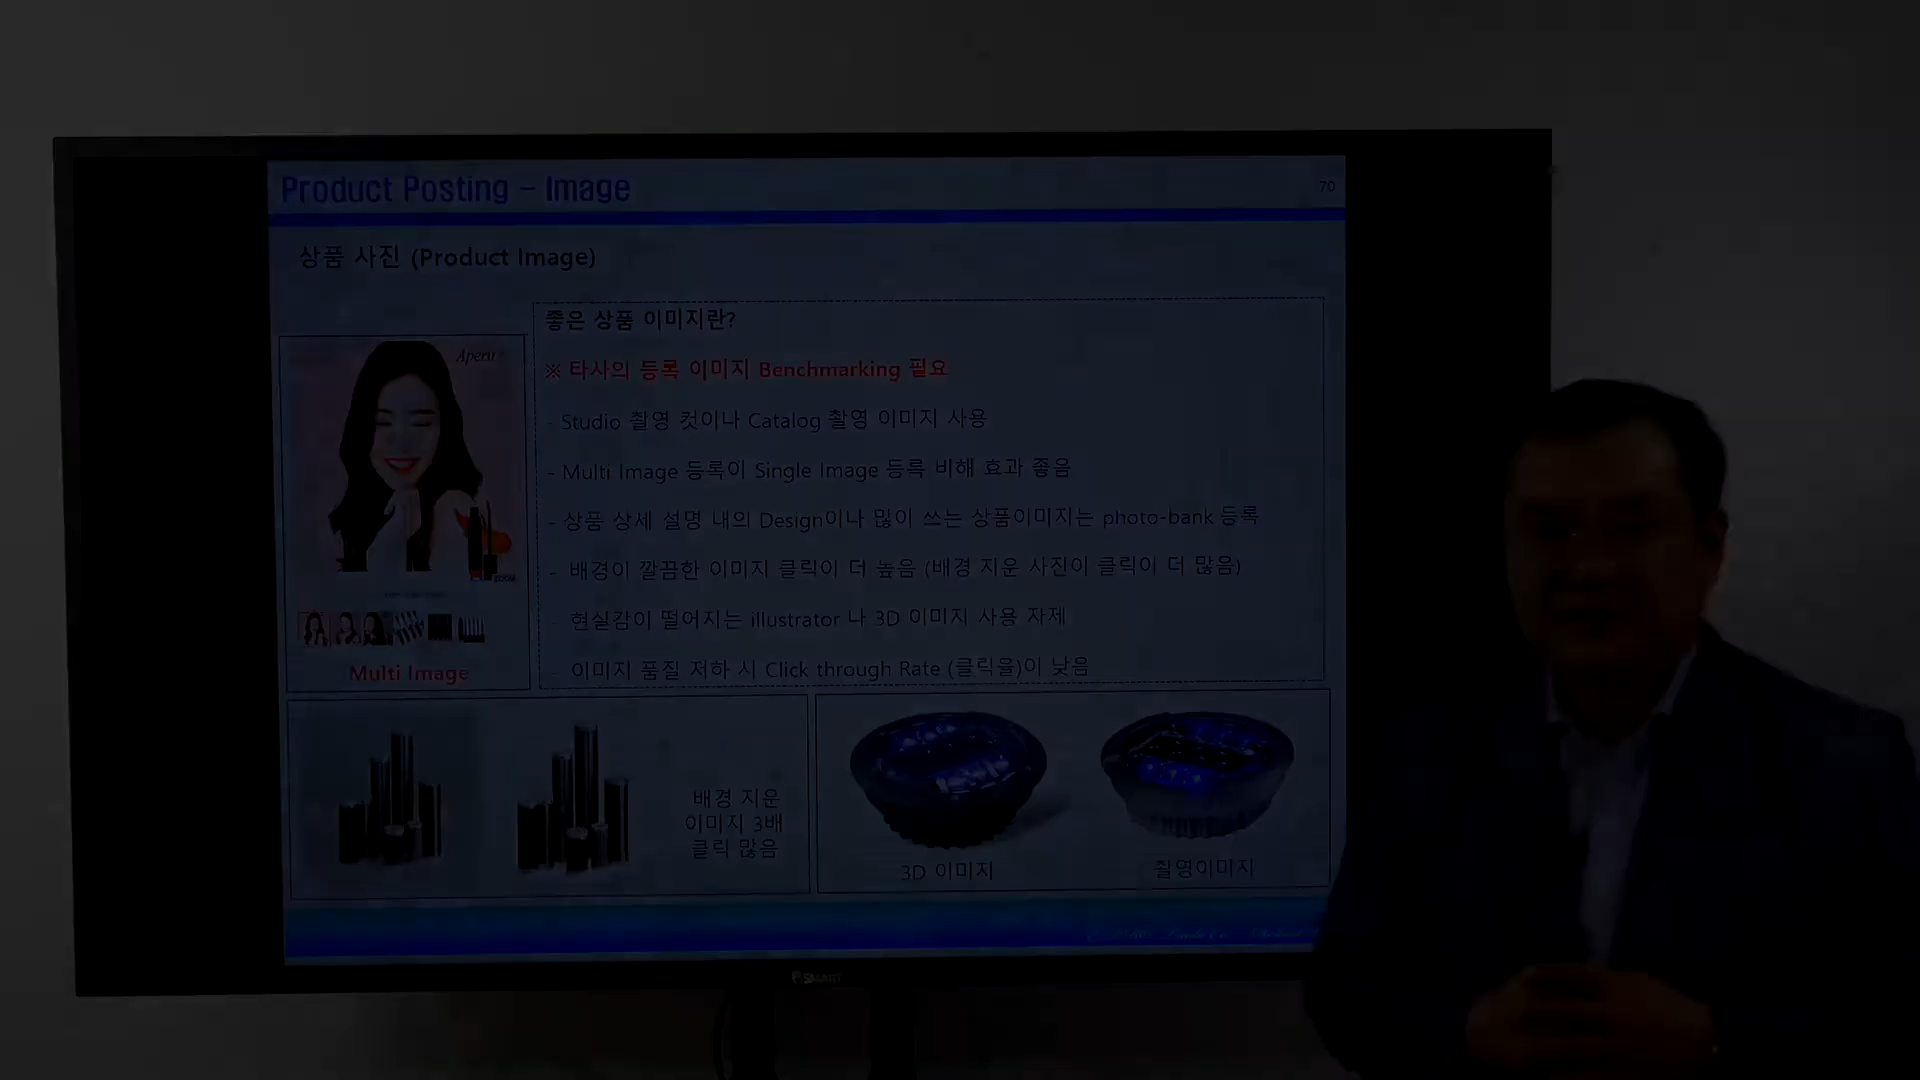 Product Posting – Image
70
상품 사진 (Product Image)
좋은 상품 이미지란?
※ 타사의 등록 이미지 Benchmarking 필요
- Studio 촬영 컷이나 Catalog 촬영 이미지 사용
- Multi Image 등록이 Single Image 등록 비해 효과 좋음
- 상품 상세 설명 내의 Design이나 많이 쓰는 상품이미지는 photo-bank 등록
- 배경이 깔끔한 이미지 클릭이 더 높음 (배경 지운 사진이 클릭이 더 많음)
- 현실감이 떨어지는 illustrator 나 3D 이미지 사용 자제
- 이미지 품질 저하 시 Click through Rate (클릭율)이 낮음
Aperu
Multi Image
배경 지운
이미지 3배
클릭 많음
3D 이미지
촬영이미지
SMART